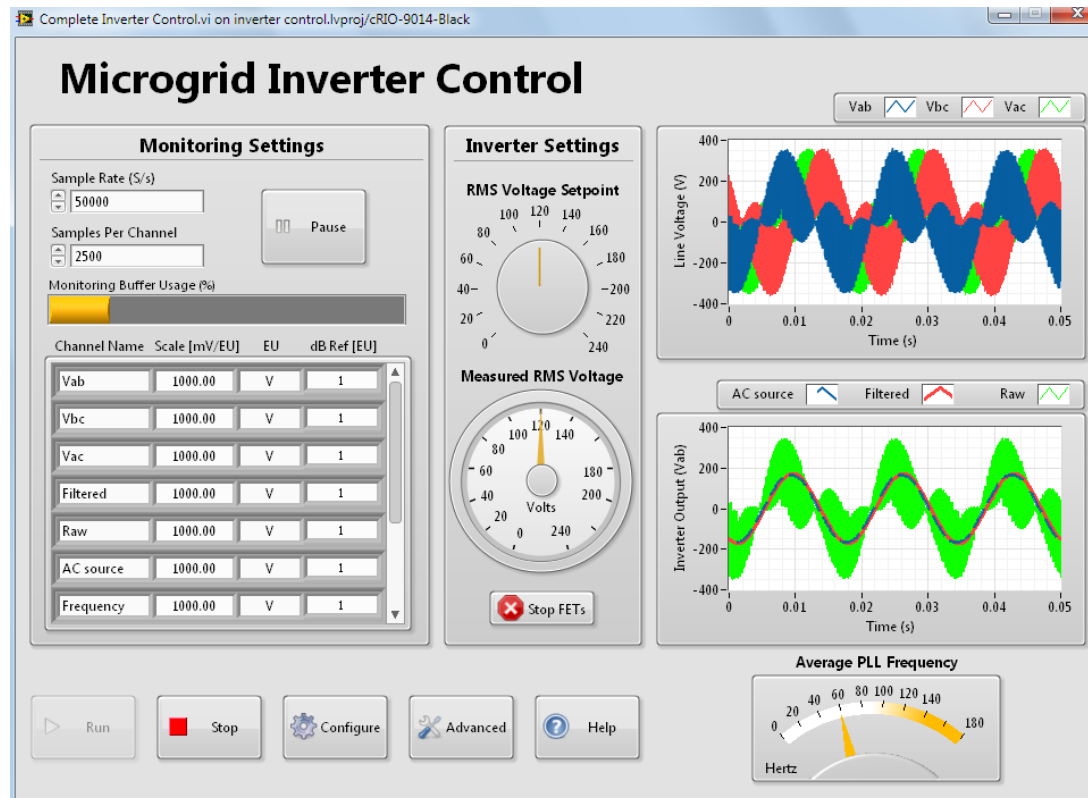 Complete Inverter Control.vi on inverter control.lvproj/cRIO-9014-Black
Microgrid Inverter Control
Monitoring Settings
Sample Rate (S/s)
50000
Samples Per Channel
2500
Pause
Monitoring Buffer Usage (%)
Channel Name Scale [mV/EU] EU dB Ref [EU]
Vab 1000.00 V 1
Vbc 1000.00 V 1
Vac 1000.00 V 1
Filtered 1000.00 V 1
Raw 1000.00 V 1
AC source 1000.00 V 1
Frequency 1000.00 V 1
Inverter Settings
RMS Voltage Setpoint
0 20 40 60 80 100 120 140 160 180 200 220 240
Measured RMS Voltage
0 20 40 60 80 100 120 140 180 200 240
Volts
Stop FETs
Vab Vbc Vac
Line Voltage (V)
400
200
0
-200
-400
0 0.01 0.02 0.03 0.04 0.05
Time (s)
AC source Filtered Raw
Inverter Output (Vab)
400
200
0
-200
-400
0 0.01 0.02 0.03 0.04 0.05
Time (s)
Average PLL Frequency
0 20 40 60 80 100 120 140 180
Hertz
Run
Stop
Configure
Advanced
Help